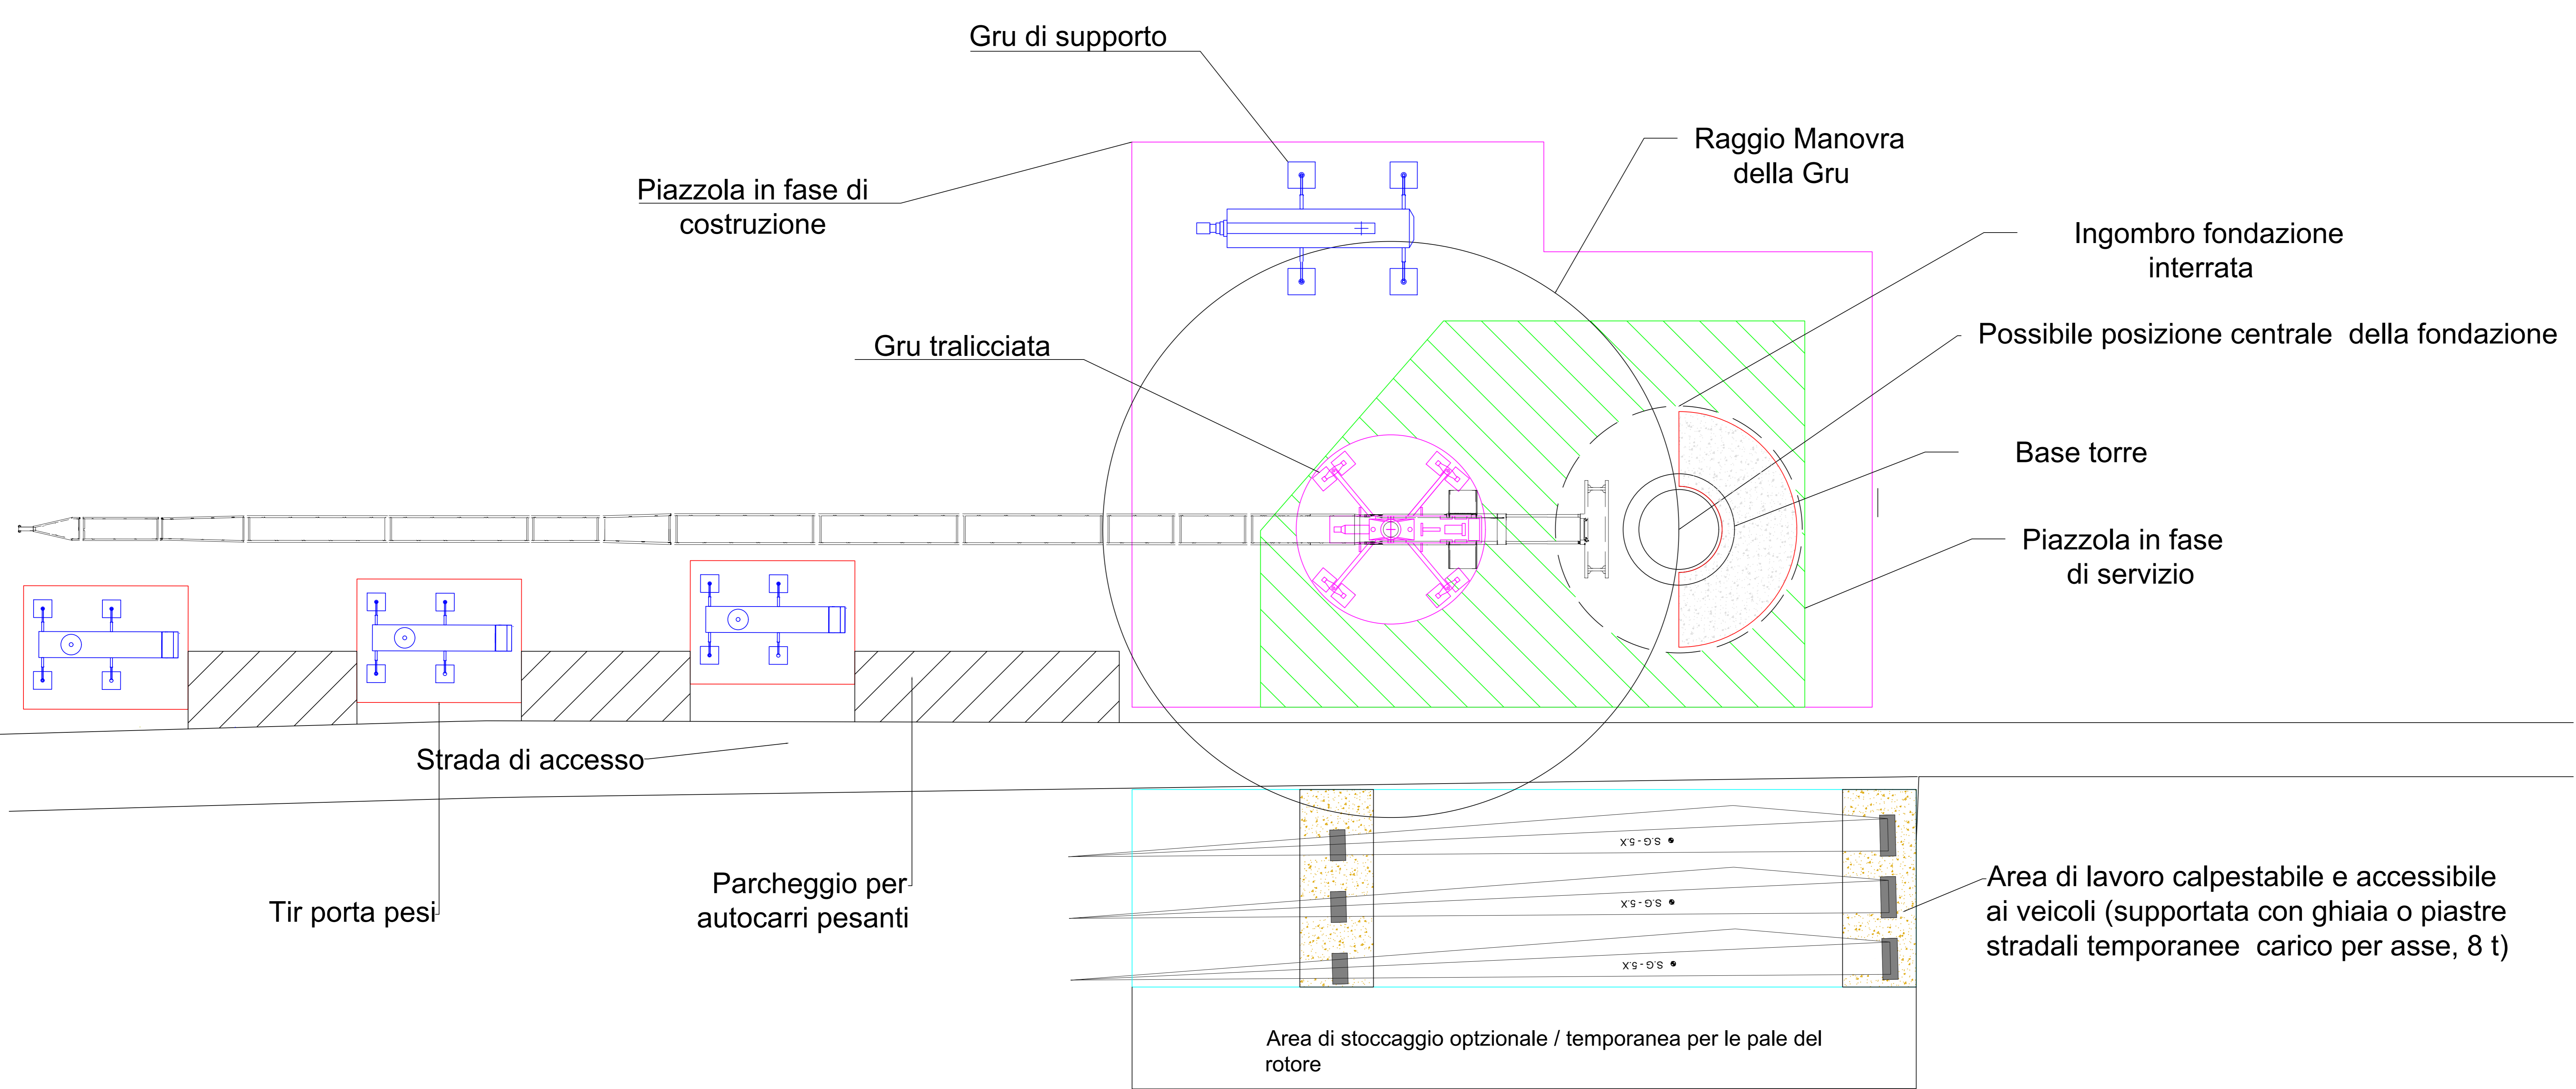 Gru di supporto
Raggio Manovra
della Gru
Piazzola in fase di
costruzione
Ingombro fondazione
interrata
Possibile posizione centrale della fondazione
Gru tralicciata
Base torre
Piazzola in fase
di servizio
Strada di accesso
S.G - 5.X
S.G - 5.X
S.G - 5.X
Tir porta pesi
Parcheggio per
autocarri pesanti
Area di lavoro calpestabile e accessibile
ai veicoli (supportata con ghiaia o piastre
stradali temporanee carico per asse, 8 t)
Area di stoccaggio optzionale / temporanea per le pale del
rotore